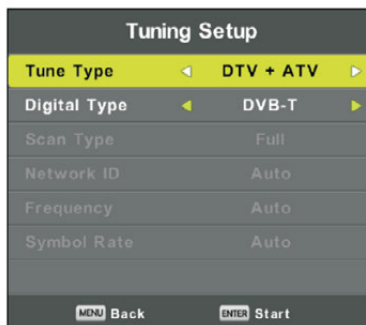 Tuning Setup
Tune Type DTV + ATV
Digital Type DVB-T
Scan Type Full
Network ID Auto
Frequency Auto
Symbol Rate Auto
MENU Back ENTER Start